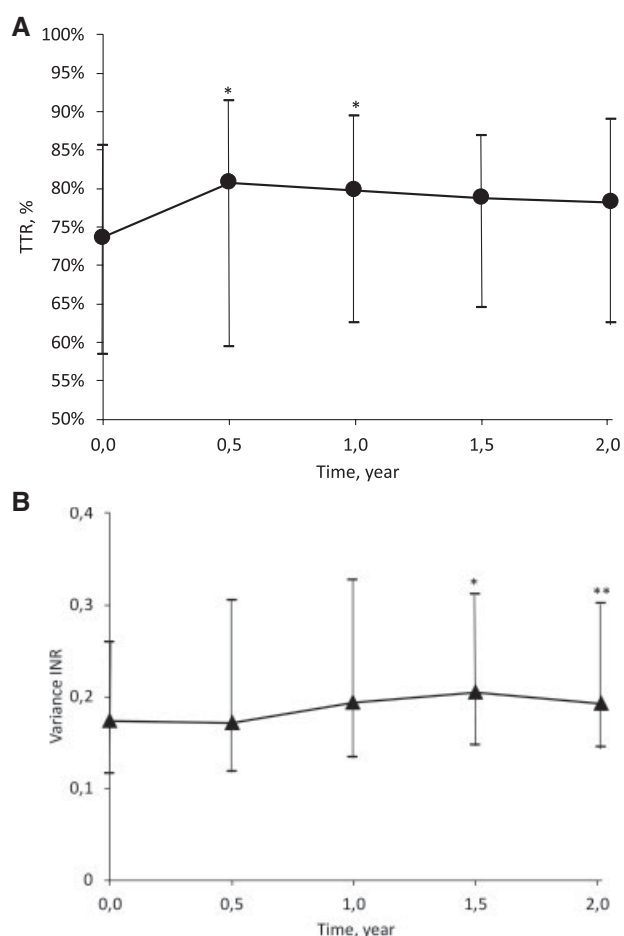 A
100%
95%
*
*
90%
85%
80%
75%
TTR, %
70%
65%
60%
55%
50%
0,0 0,5 1,0 1,5 2,0
Time, year
B
0,4
* **
0,3
0,2
Variance INR
0,1
0
0,0 0,5 1,0 1,5 2,0
Time, year